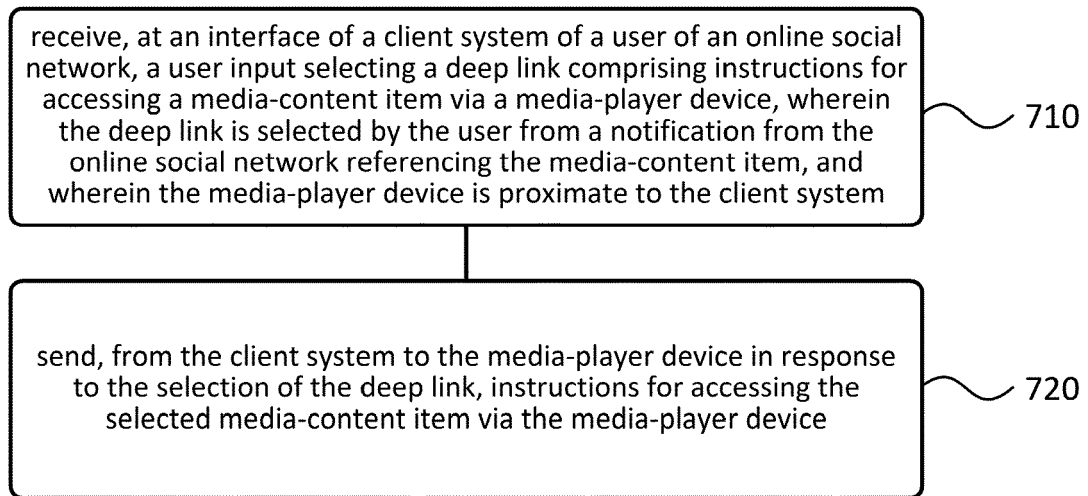 receive, at an interface of a client system of a user of an online social
network, a user input selecting a deep link comprising instructions for
accessing a media-content item via a media-player device, wherein
the deep link is selected by the user from a notification from the
online social network referencing the media-content item, and
wherein the media-player device is proximate to the client system
710
send, from the client system to the media-player device in response
to the selection of the deep link, instructions for accessing the
selected media-content item via the media-player device
720